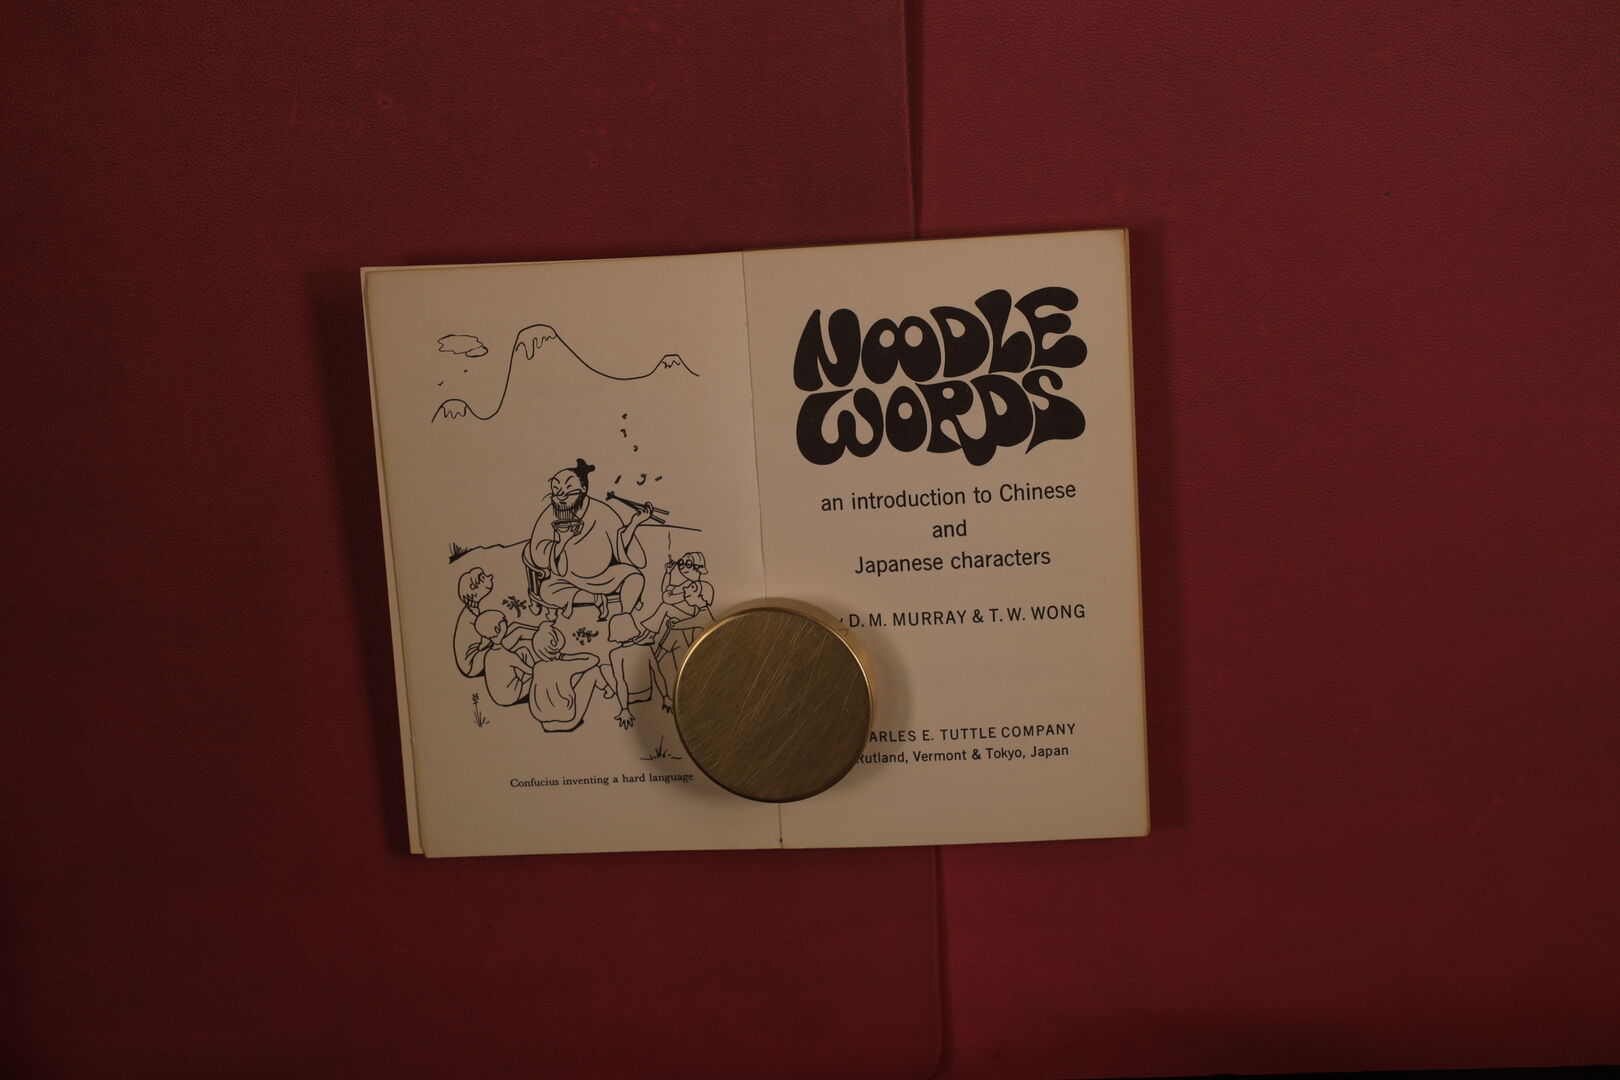 Confucius inventing a hard language
NOODLE
WORDS
an introduction to Chinese
and
Japanese characters
D. M. MURRAY & T. W. WONG
ARLES E. TUTTLE COMPANY
Rutland, Vermont & Tokyo, Japan